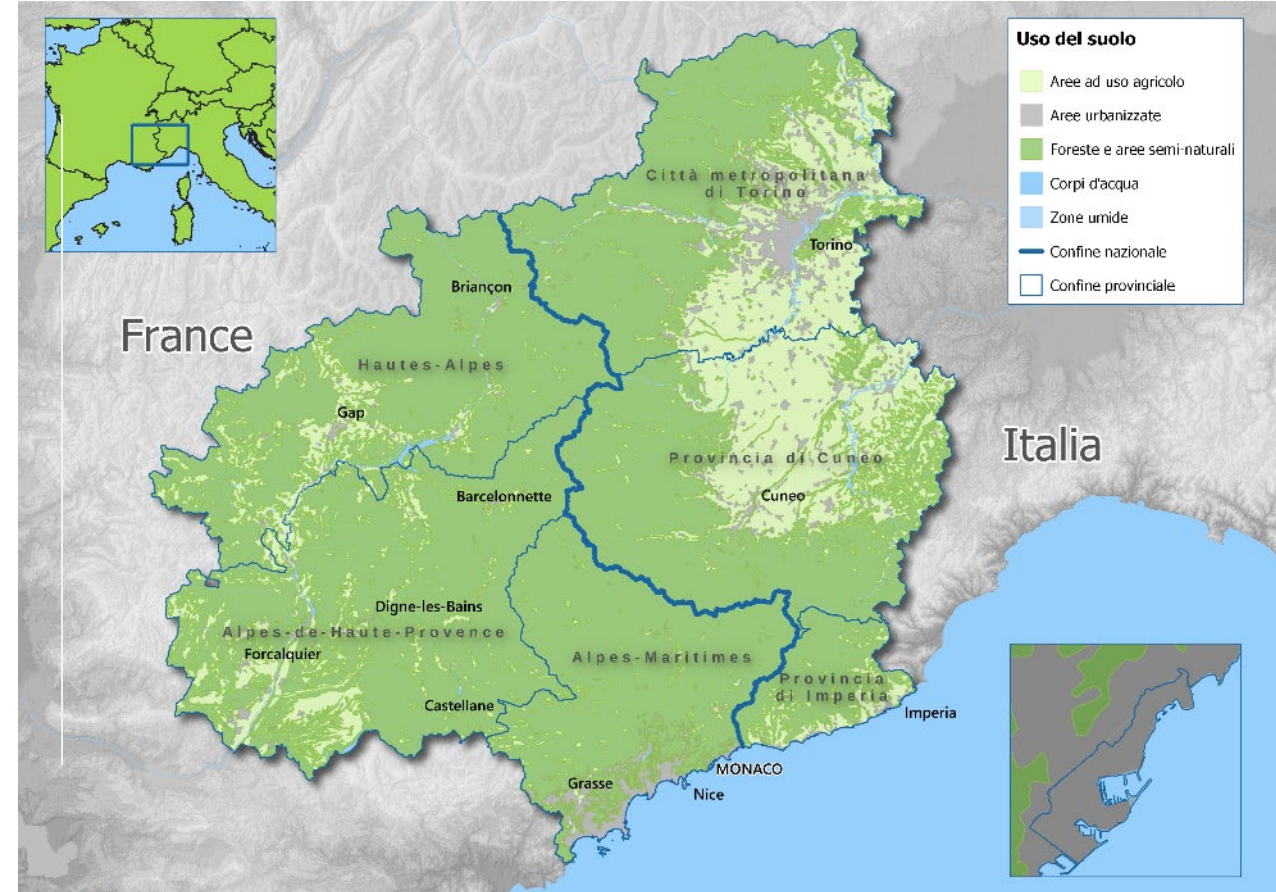 Uso del suolo
Aree ad uso agricolo
Aree urbanizzate
Foreste e aree semi-naturali
Corpi d'acqua
Zone umide
Confine nazionale
Confine provinciale
Città metropolitana
di Torino
Torino
Briançon
France
Hautes-Alpes
Gap
Italia
Provincia di Cuneo
Barcelonnette
Cuneo
Digne-les-Bains
Alpes-de-Haute-Provence
Forcalquier
Alpes-Maritimes
Provincia
di Imperia
Castellane
Imperia
MONACO
Grasse
Nice